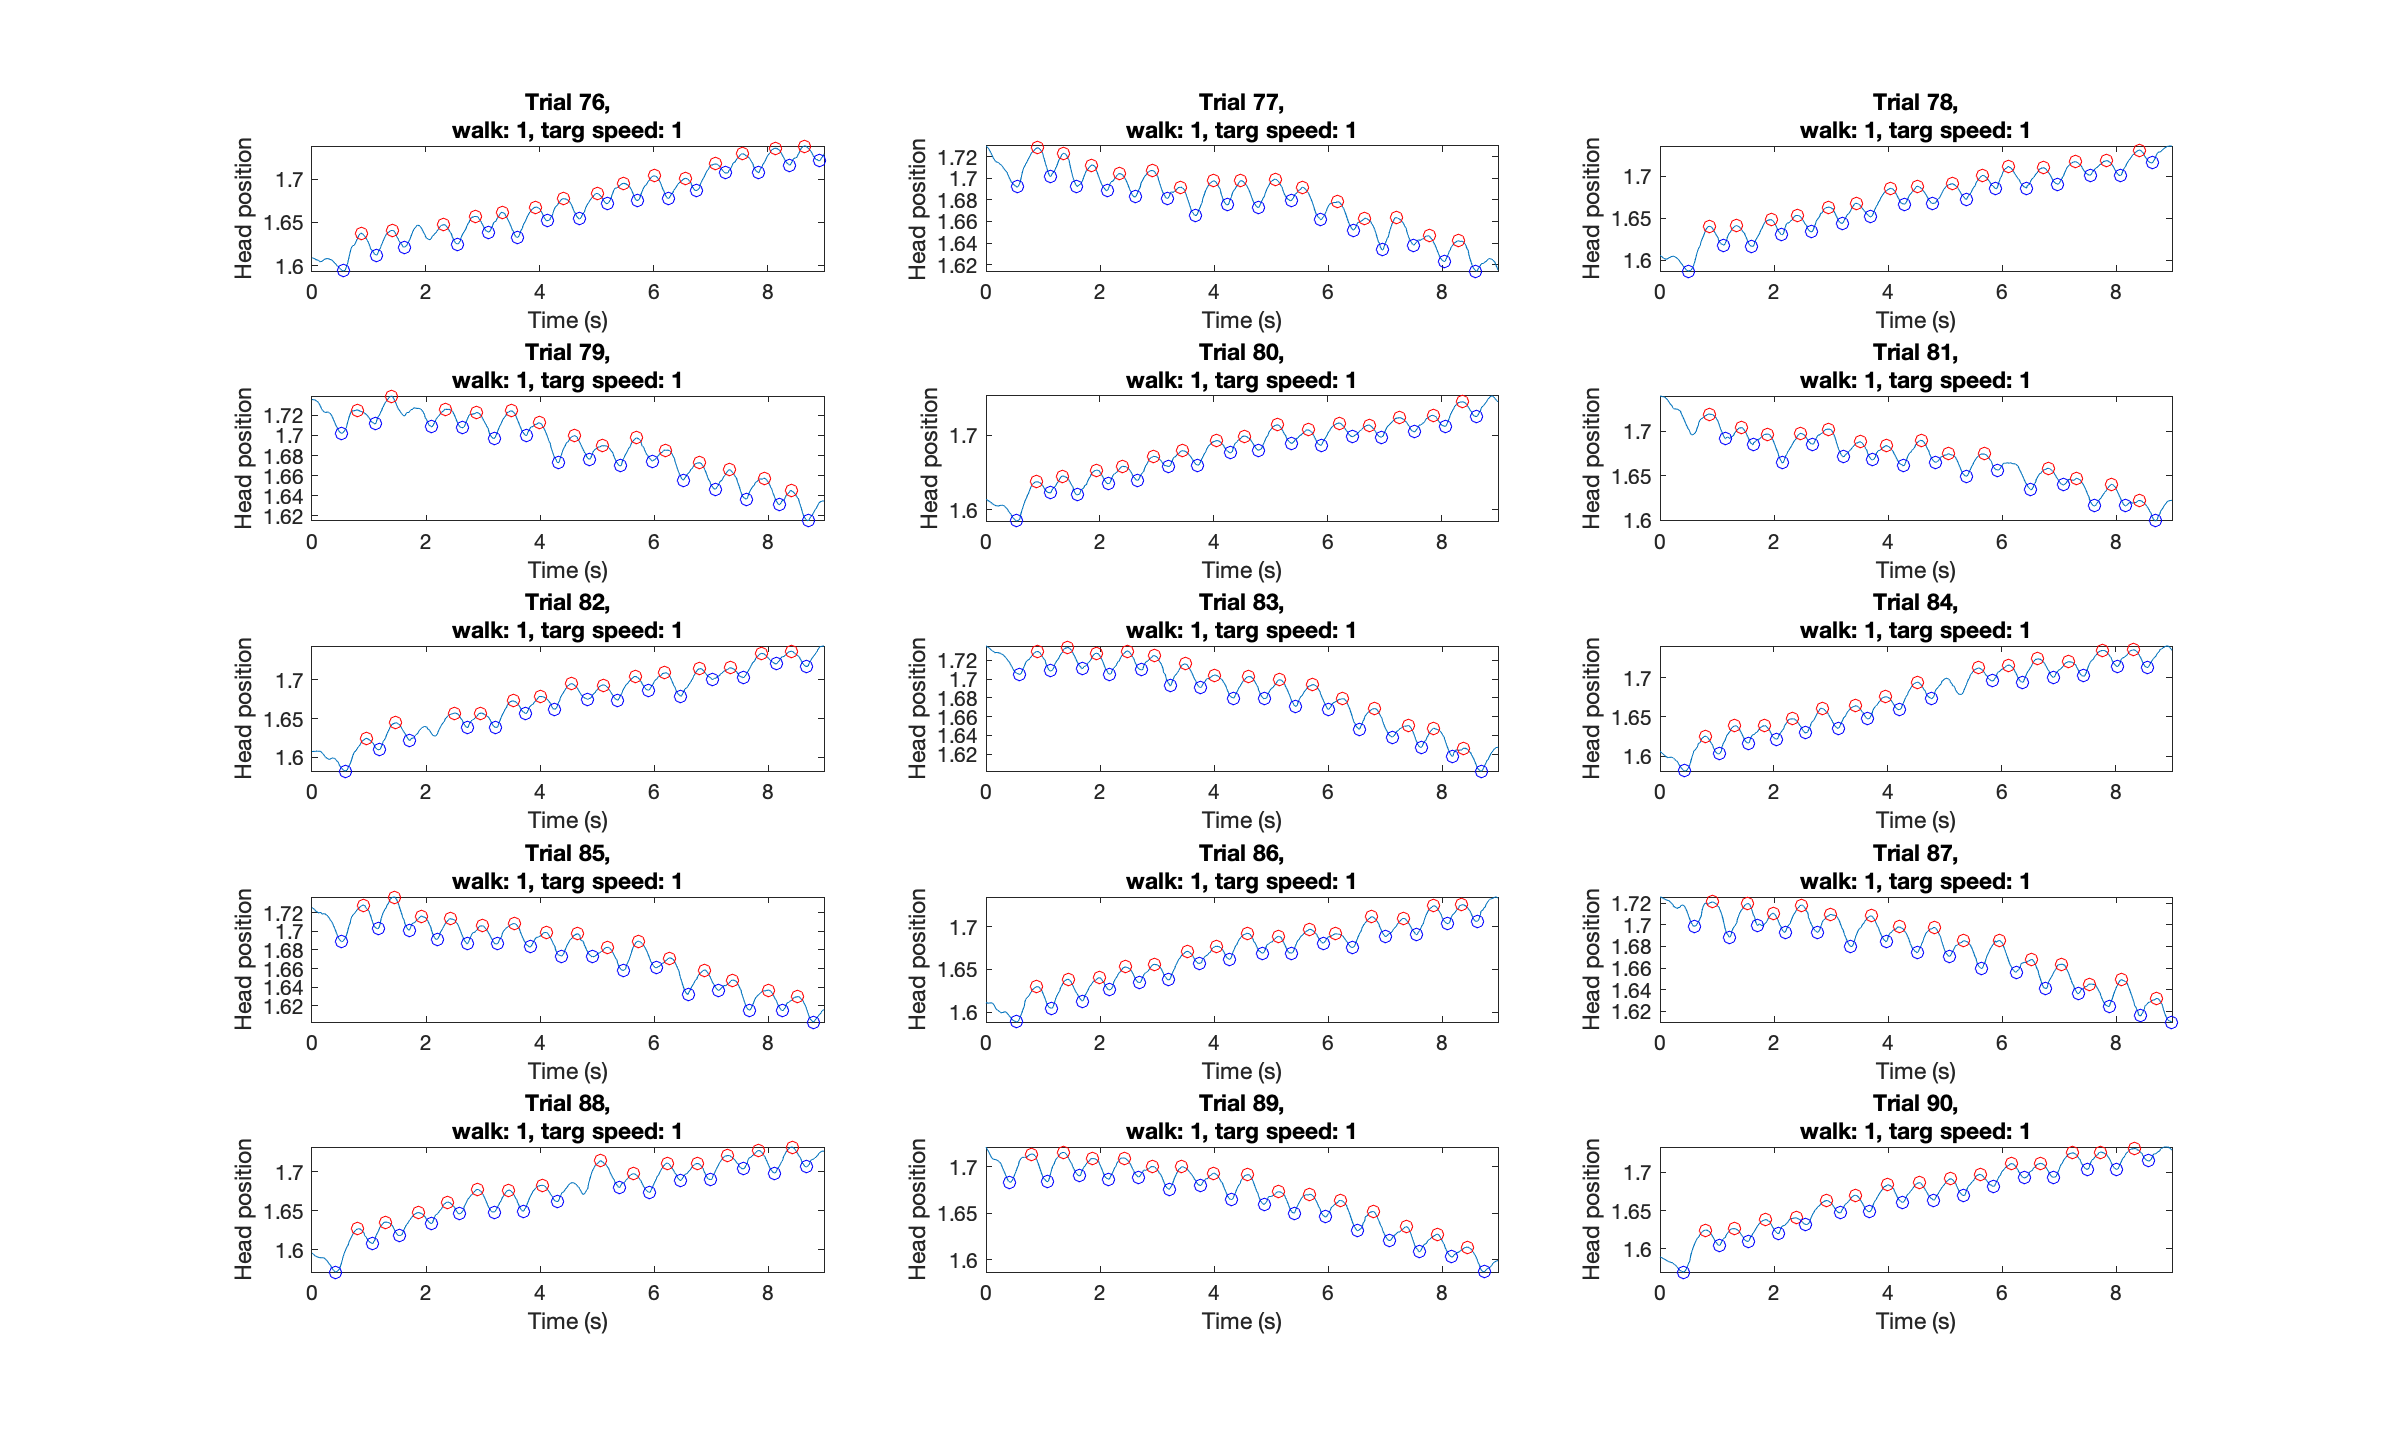 Trial 76,
walk: 1, targ speed: 1
Head position
1.7
1.65
1.6
0 2 4 6 8
Time (s)
Trial 77,
walk: 1, targ speed: 1
Head position
1.72
1.7
1.68
1.66
1.64
1.62
0 2 4 6 8
Time (s)
Trial 78,
walk: 1, targ speed: 1
Head position
1.7
1.65
1.6
0 2 4 6 8
Time (s)
Trial 79,
walk: 1, targ speed: 1
Head position
1.72
1.7
1.68
1.66
1.64
1.62
0 2 4 6 8
Time (s)
Trial 80,
walk: 1, targ speed: 1
Head position
1.7
1.6
0 2 4 6 8
Time (s)
Trial 81,
walk: 1, targ speed: 1
Head position
1.7
1.65
1.6
0 2 4 6 8
Time (s)
Trial 82,
walk: 1, targ speed: 1
Head position
1.7
1.65
1.6
0 2 4 6 8
Time (s)
Trial 83,
walk: 1, targ speed: 1
Head position
1.72
1.7
1.68
1.66
1.64
1.62
0 2 4 6 8
Time (s)
Trial 84,
walk: 1, targ speed: 1
Head position
1.7
1.65
1.6
0 2 4 6 8
Time (s)
Trial 85,
walk: 1, targ speed: 1
Head position
1.72
1.7
1.68
1.66
1.64
1.62
0 2 4 6 8
Time (s)
Trial 86,
walk: 1, targ speed: 1
Head position
1.7
1.65
1.6
0 2 4 6 8
Time (s)
Trial 87,
walk: 1, targ speed: 1
Head position
1.72
1.7
1.68
1.66
1.64
1.62
0 2 4 6 8
Time (s)
Trial 88,
walk: 1, targ speed: 1
Head position
1.7
1.65
1.6
0 2 4 6 8
Time (s)
Trial 89,
walk: 1, targ speed: 1
Head position
1.7
1.65
1.6
0 2 4 6 8
Time (s)
Trial 90,
walk: 1, targ speed: 1
Head position
1.7
1.65
1.6
0 2 4 6 8
Time (s)